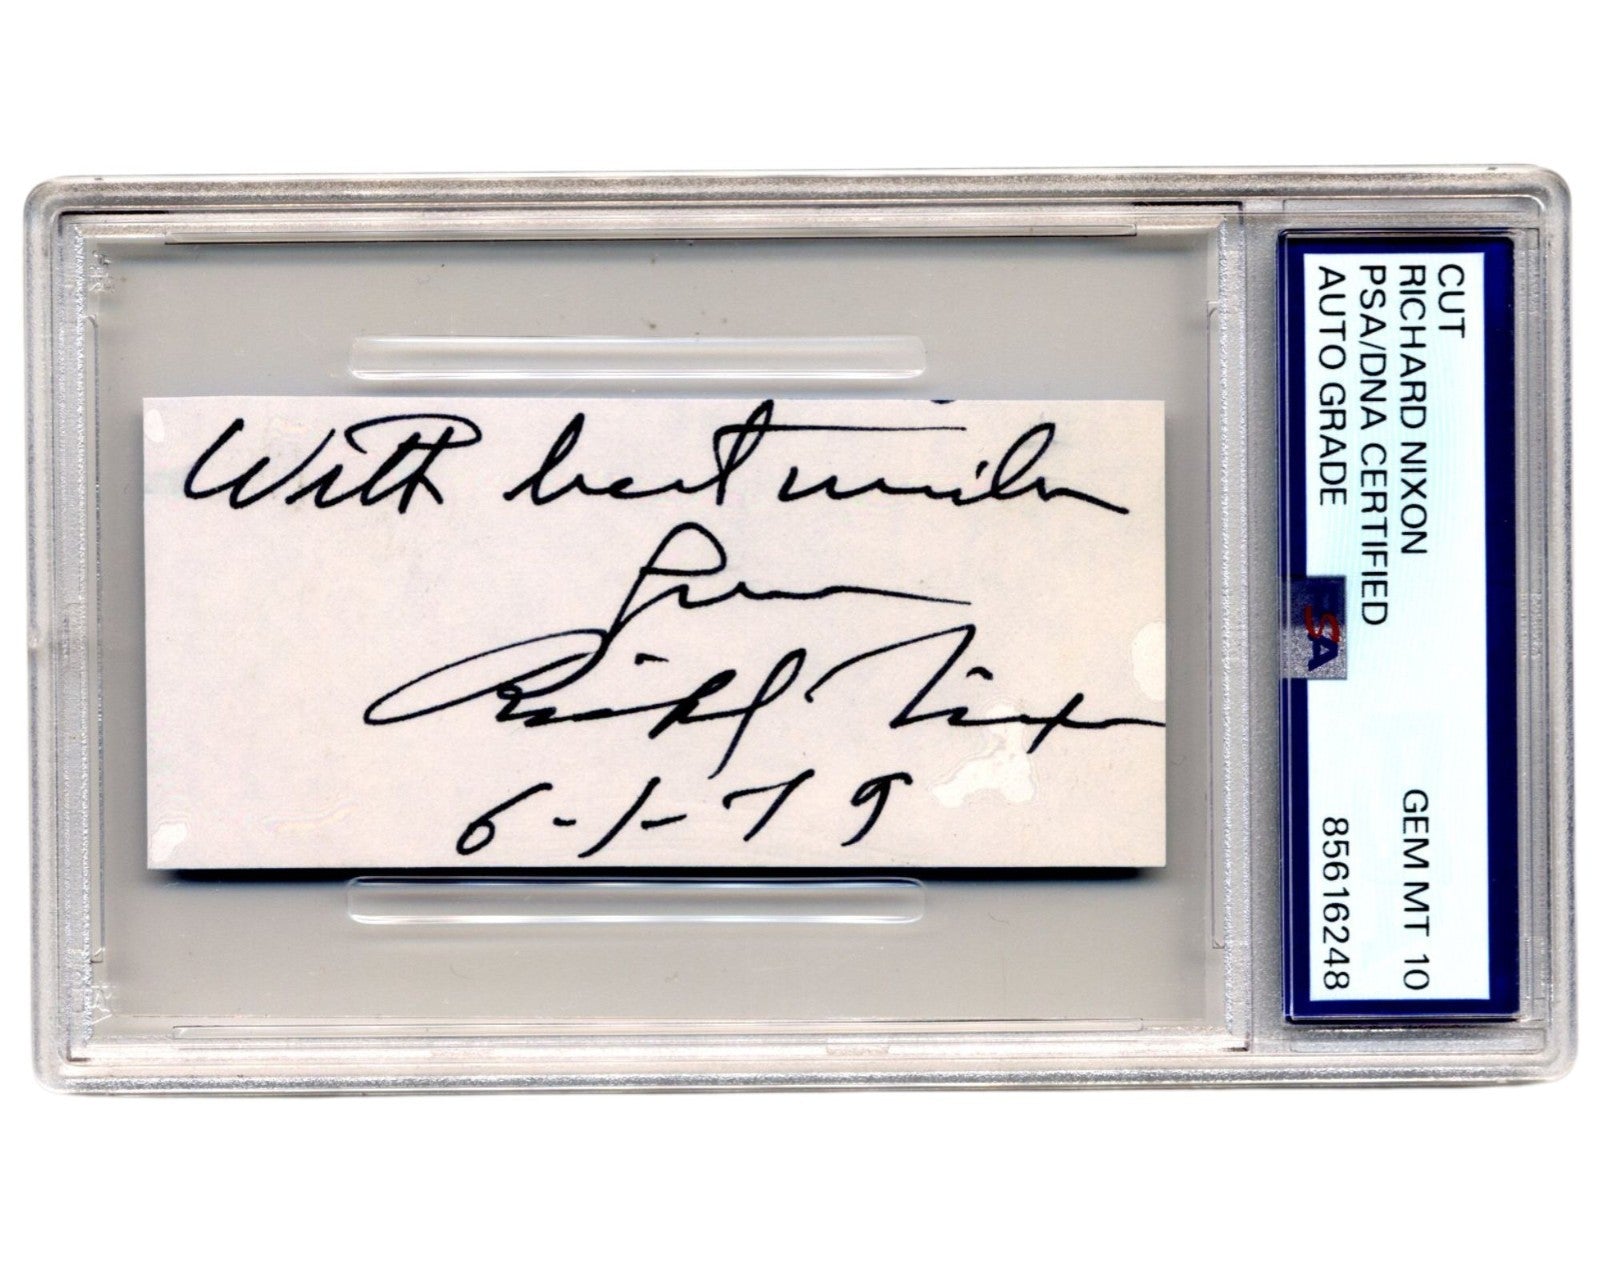 With best wishes
from
Richard Nixon
6-1-79
CUT
RICHARD NIXON GEM MT 10
PSA/DNA CERTIFIED
AUTO GRADE 85616248
PSA